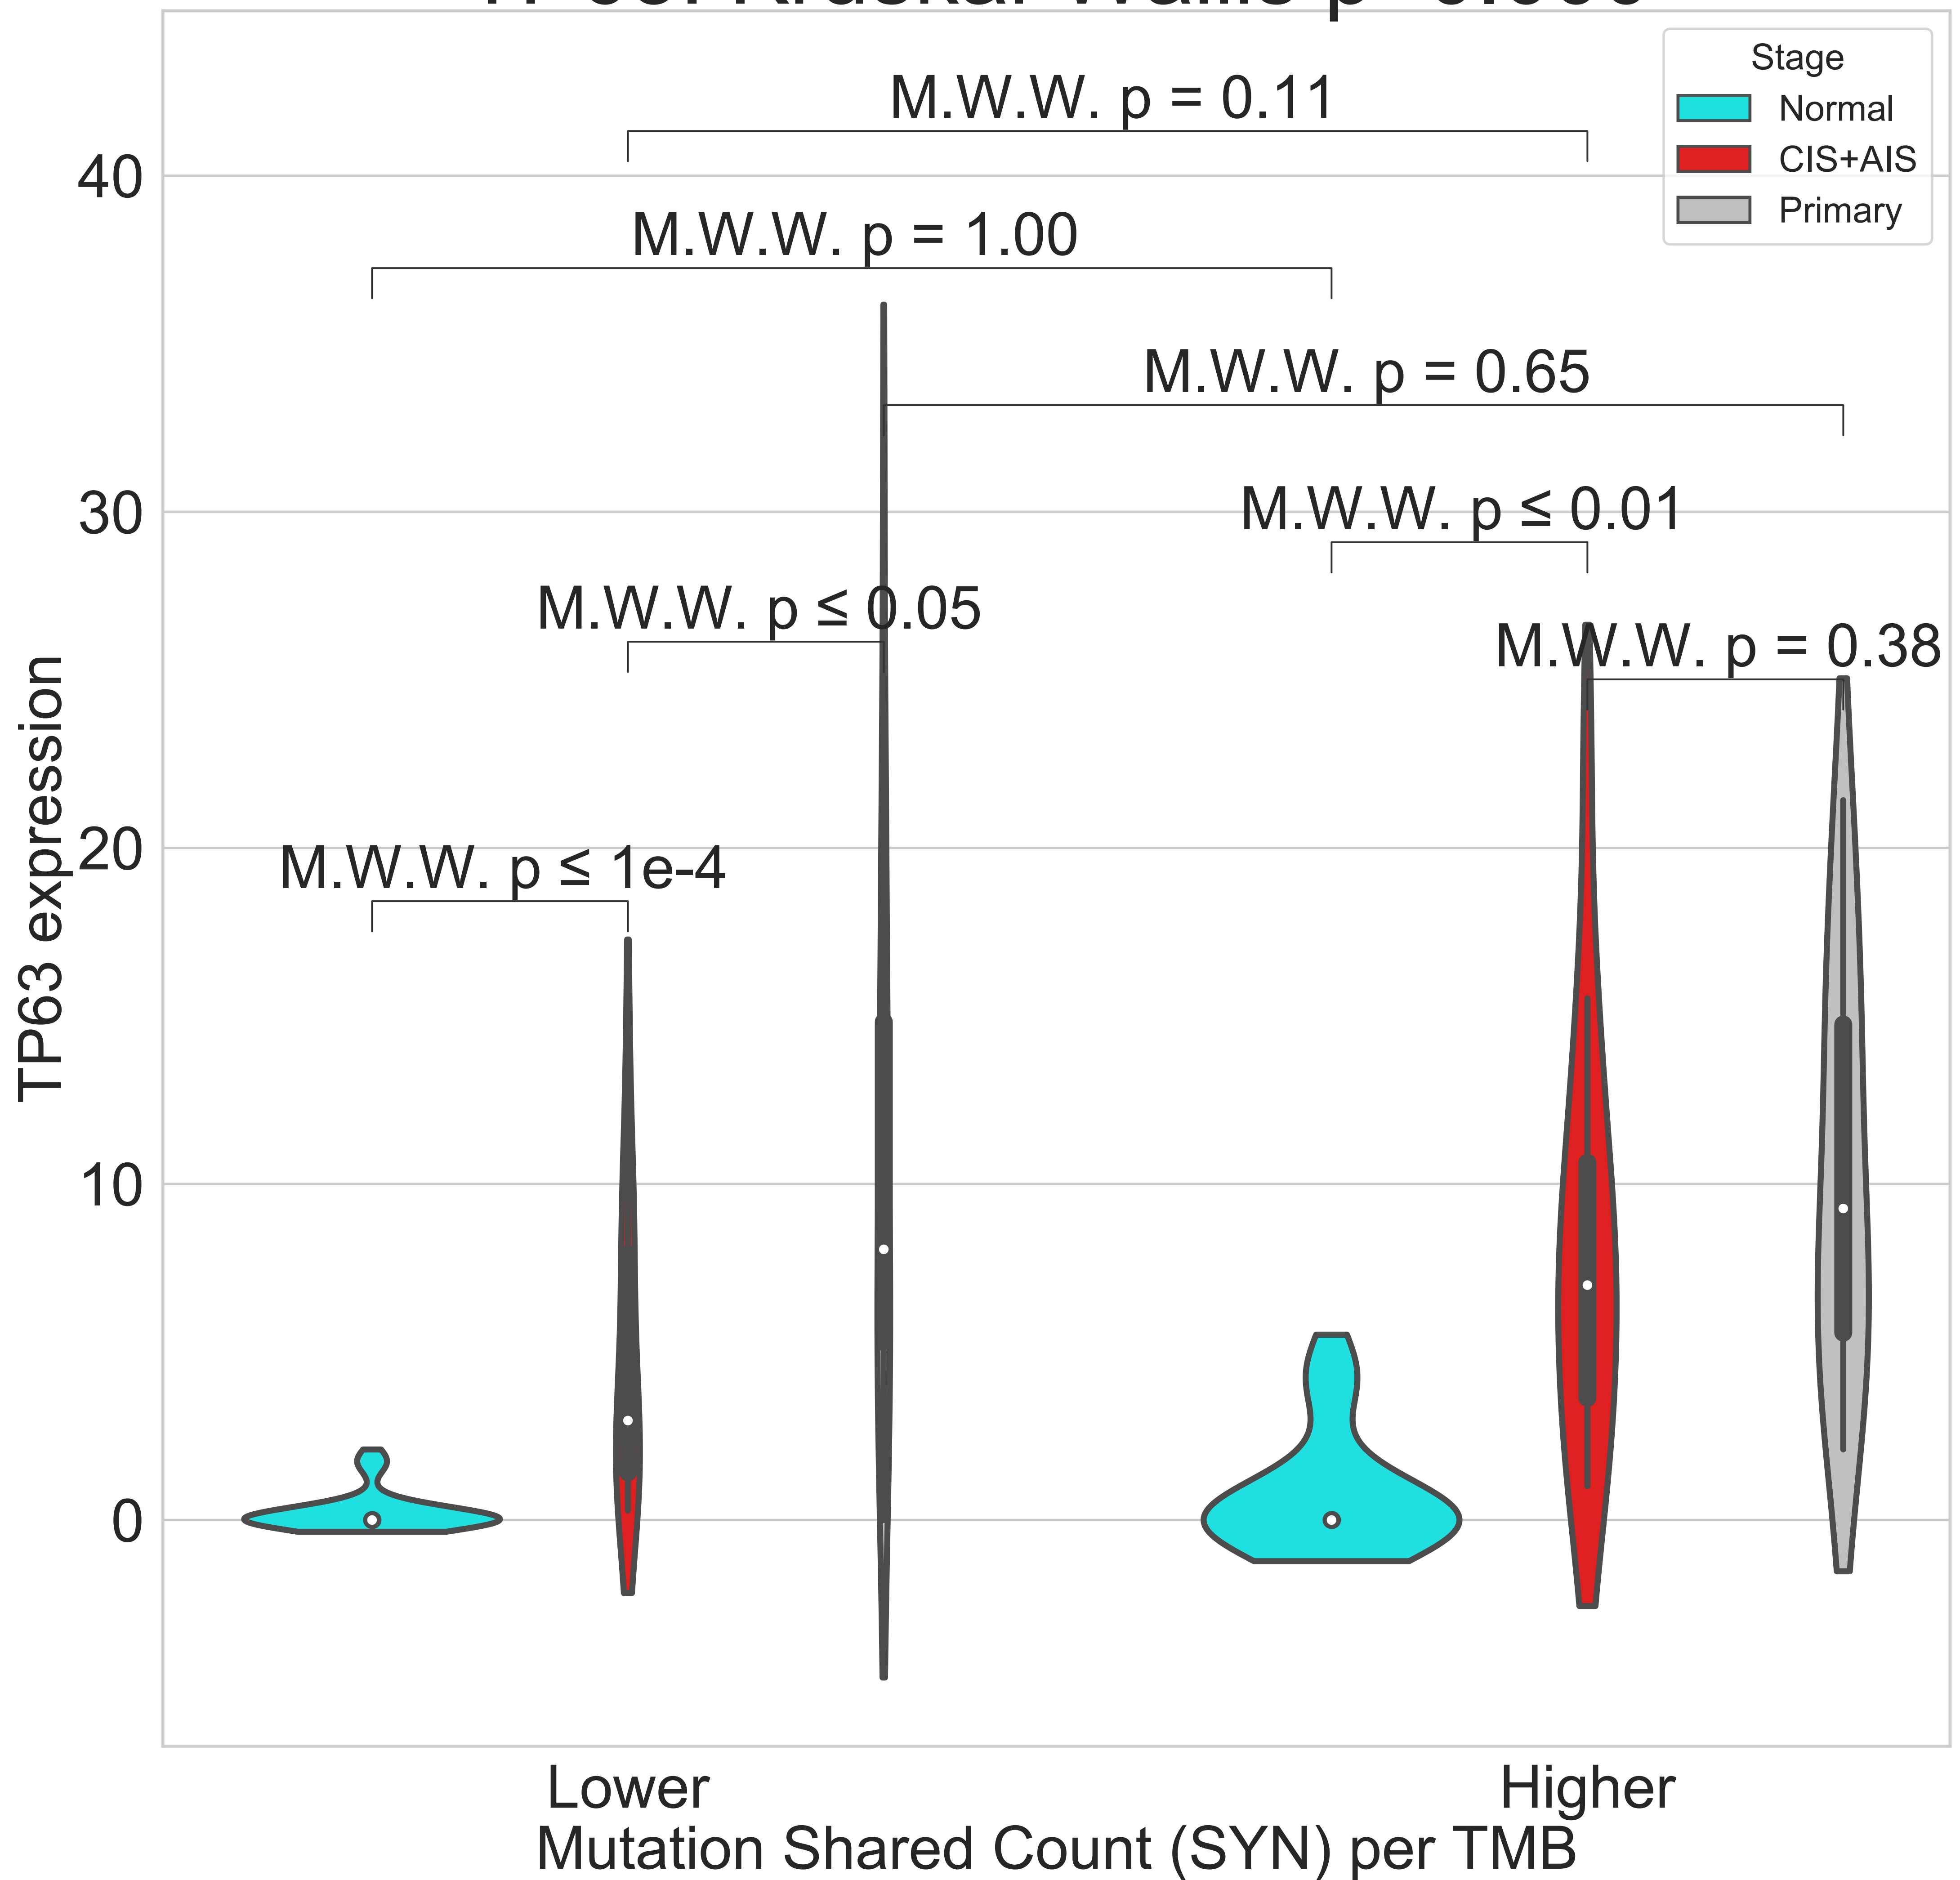 Stage
Normal
CIS+AIS
Primary
M.W.W. p = 0.11
M.W.W. p = 1.00
M.W.W. p = 0.65
M.W.W. p ≤ 0.01
M.W.W. p ≤ 0.05
M.W.W. p = 0.38
M.W.W. p ≤ 1e-4
40
30
20
10
0
TP63 expression
Lower
Higher
Mutation Shared Count (SYN) per TMB